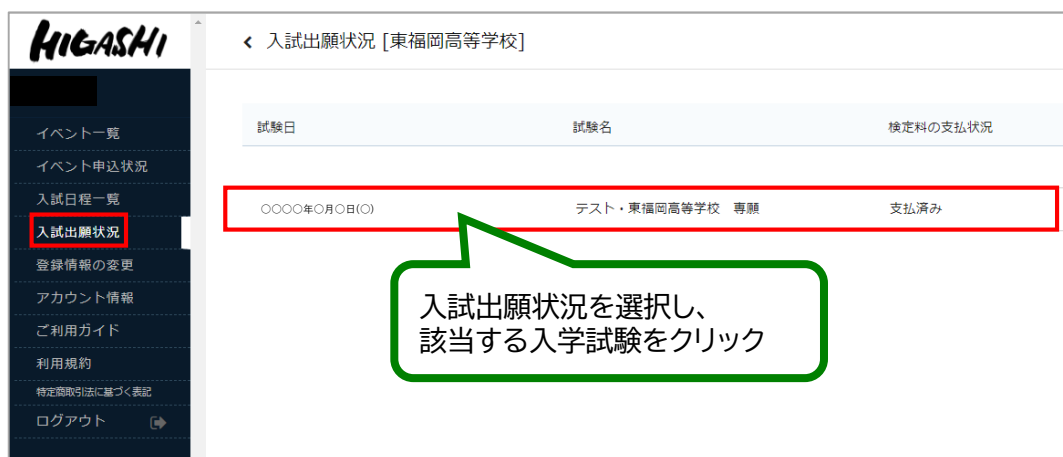 HIGASHI
イベント一覧
イベント申込状況
入試日程一覧
入試出願状況
登録情報の変更
アカウント情報
ご利用ガイド
利用規約
特定商取引法に基づく表記
ログアウト
入試出願状況 [東福岡高等学校]
試験日 試験名 検定料の支払状況
○○○○年○月○日(○) テスト・東福岡高等学校 専願 支払済み
入試出願状況を選択し、
該当する入学試験をクリック